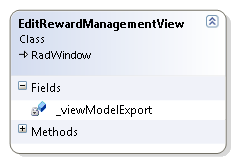 EditRewardManagementView
Class
RadWindow
Fields
_viewModelExport
Methods